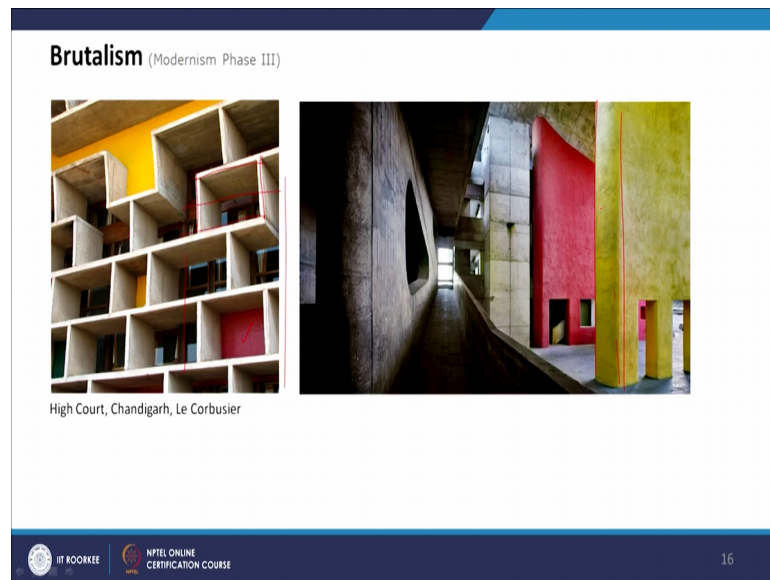 Brutalism (Modernism Phase III)
High Court, Chandigarh, Le Corbusier
IIT ROORKEE
NPTEL ONLINE
CERTIFICATION COURSE
16